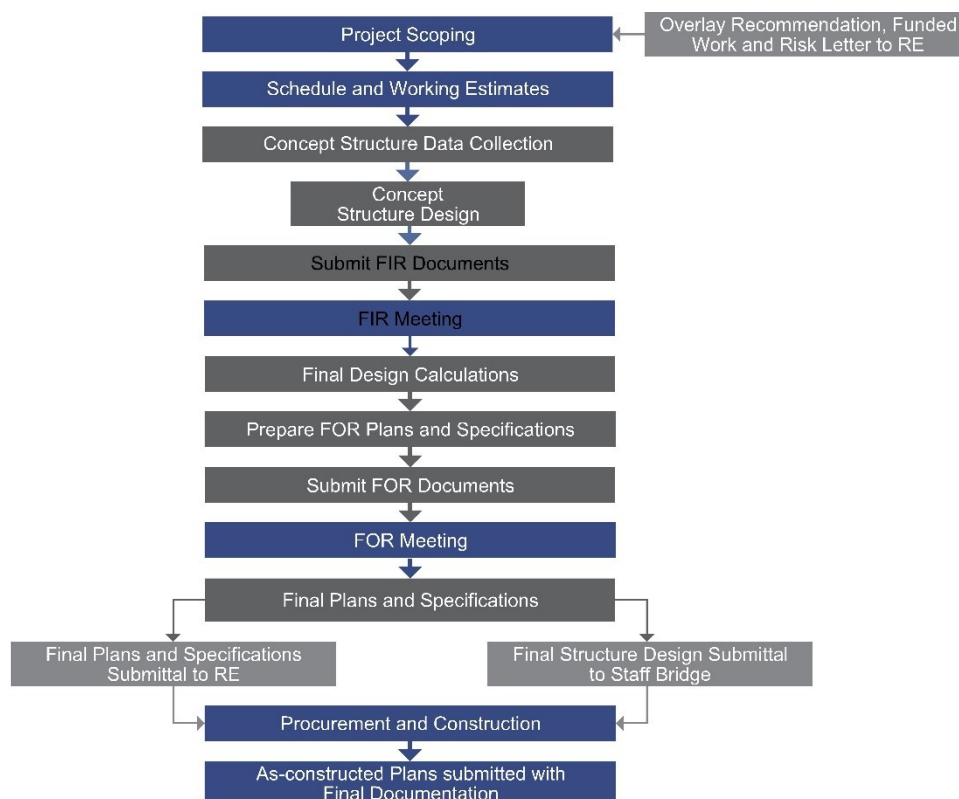 Project Scoping
Overlay Recommendation, Funded
Work and Risk Letter to RE
Schedule and Working Estimates
Concept Structure Data Collection
Concept
Structure Design
Submit FIR Documents
FIR Meeting
Final Design Calculations
Prepare FOR Plans and Specifications
Submit FOR Documents
FOR Meeting
Final Plans and Specifications
Final Plans and Specifications
Submittal to RE
Final Structure Design Submittal
to Staff Bridge
Procurement and Construction
As-constructed Plans submitted with
Final Documentation